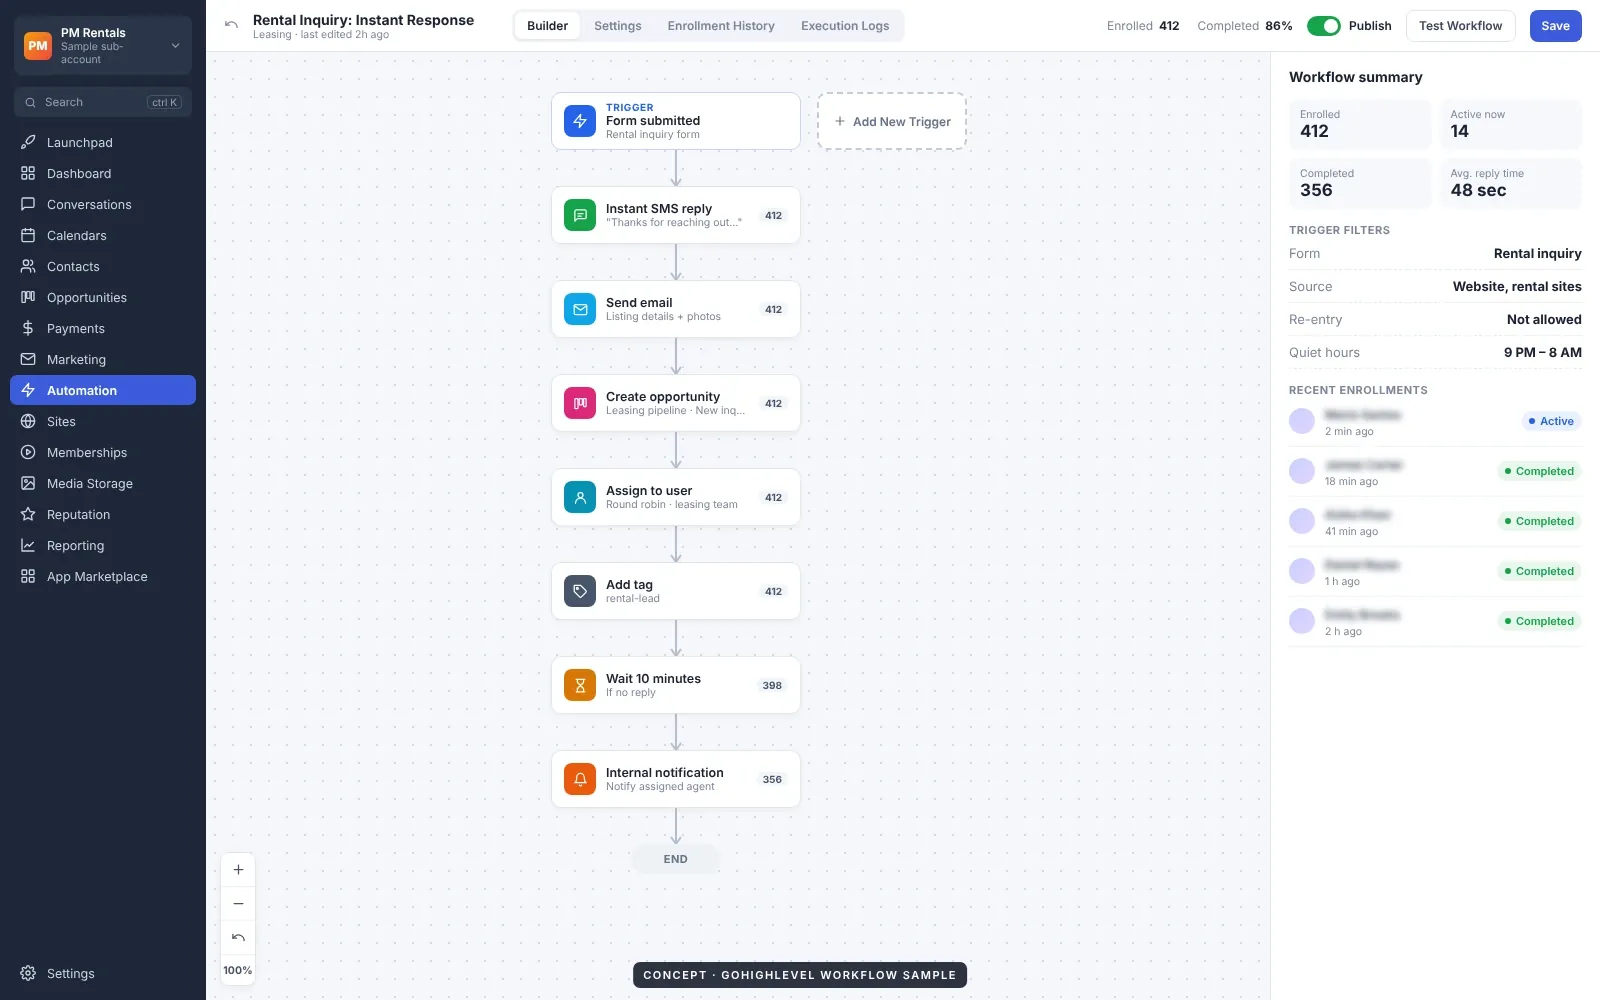 PM
PM Rentals
Sample sub-
account
Search
ctrl K
Launchpad
Dashboard
Conversations
Calendars
Contacts
Opportunities
Payments
Marketing
Automation
Sites
Memberships
Media Storage
Reputation
Reporting
App Marketplace
Settings
Rental Inquiry: Instant Response
Leasing · last edited 2h ago
Builder
Settings
Enrollment History
Execution Logs
Enrolled 412
Completed 86%
Publish
Test Workflow
Save
TRIGGER
Form submitted
Rental inquiry form
+ Add New Trigger
Instant SMS reply
"Thanks for reaching out..."
412
Send email
Listing details + photos
412
Create opportunity
Leasing pipeline · New inq...
412
Assign to user
Round robin · leasing team
412
Add tag
rental-lead
412
Wait 10 minutes
If no reply
398
Internal notification
Notify assigned agent
356
END
+
−
100%
CONCEPT · GOHIGHLEVEL WORKFLOW SAMPLE
Workflow summary
Enrolled
412
Active now
14
Completed
356
Avg. reply time
48 sec
TRIGGER FILTERS
Form Rental inquiry
Source Website, rental sites
Re-entry Not allowed
Quiet hours 9 PM – 8 AM
RECENT ENROLLMENTS
2 min ago
Active
18 min ago
Completed
41 min ago
Completed
1 h ago
Completed
2 h ago
Completed